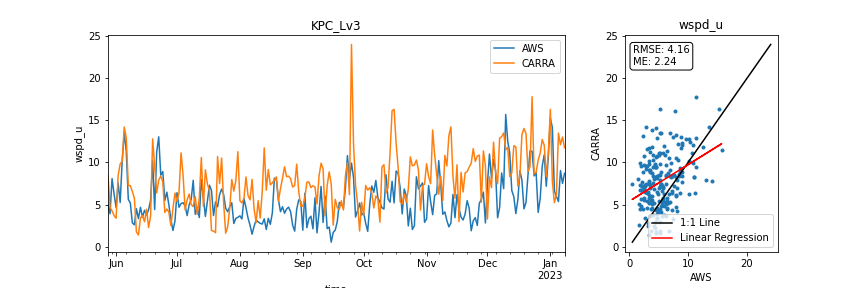 KPC_Lv3
wspd_u
25
20
15
10
5
0
AWS
CARRA
Jun
Jul
Aug
Sep
Oct
Nov
Dec
Jan
2023
time
wspd_u
CARRA
25
20
15
10
5
0
RMSE: 4.16
ME: 2.24
1:1 Line
Linear Regression
0
10
20
AWS